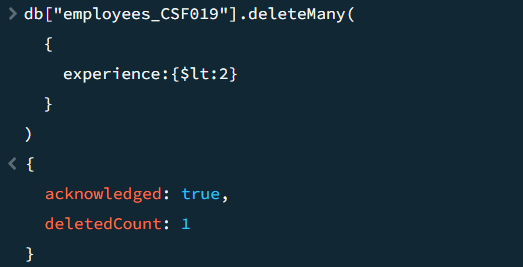 > db["employees_CSF019"].deleteMany(
{
experience:{$lt:2}
}
)
< {
acknowledged: true,
deletedCount: 1
}